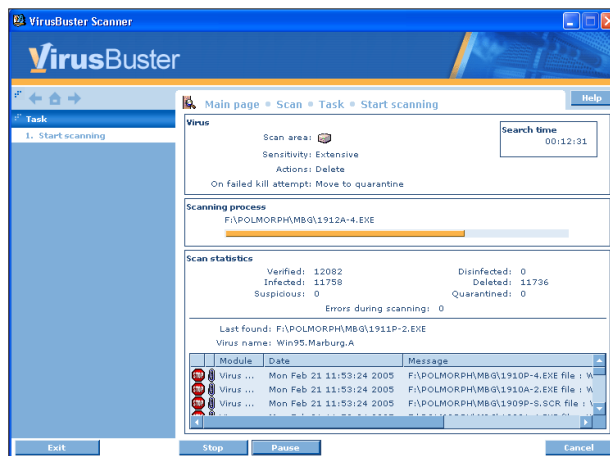 VirusBuster Scanner
VirusBuster
Help
Main page Scan Task Start scanning
Task
1. Start scanning
Virus
Scan area:
Sensitivity: Extensive
Actions: Delete
On failed kill attempt: Move to quarantine
Search time
00:12:31
Scanning process
F:\POLMORPH\MBG\1912A-4.EXE
Scan statistics
Verified: 12082 Disinfected: 0
Infected: 11758 Deleted: 11736
Suspicious: 0 Quarantined: 0
Errors during scanning: 0
Last found: F:\POLMORPH\MBG\1911P-2.EXE
Virus name: Win95.Marburg.A
Module Date Message
Virus ... Mon Feb 21 11:53:24 2005 F:\POLMORPH\MBG\1910P-4.EXE file : W
Virus ... Mon Feb 21 11:53:24 2005 F:\POLMORPH\MBG\1910A-2.EXE file : W
Virus ... Mon Feb 21 11:53:24 2005 F:\POLMORPH\MBG\1909P-S.SCR file :
Exit Stop Pause Cancel